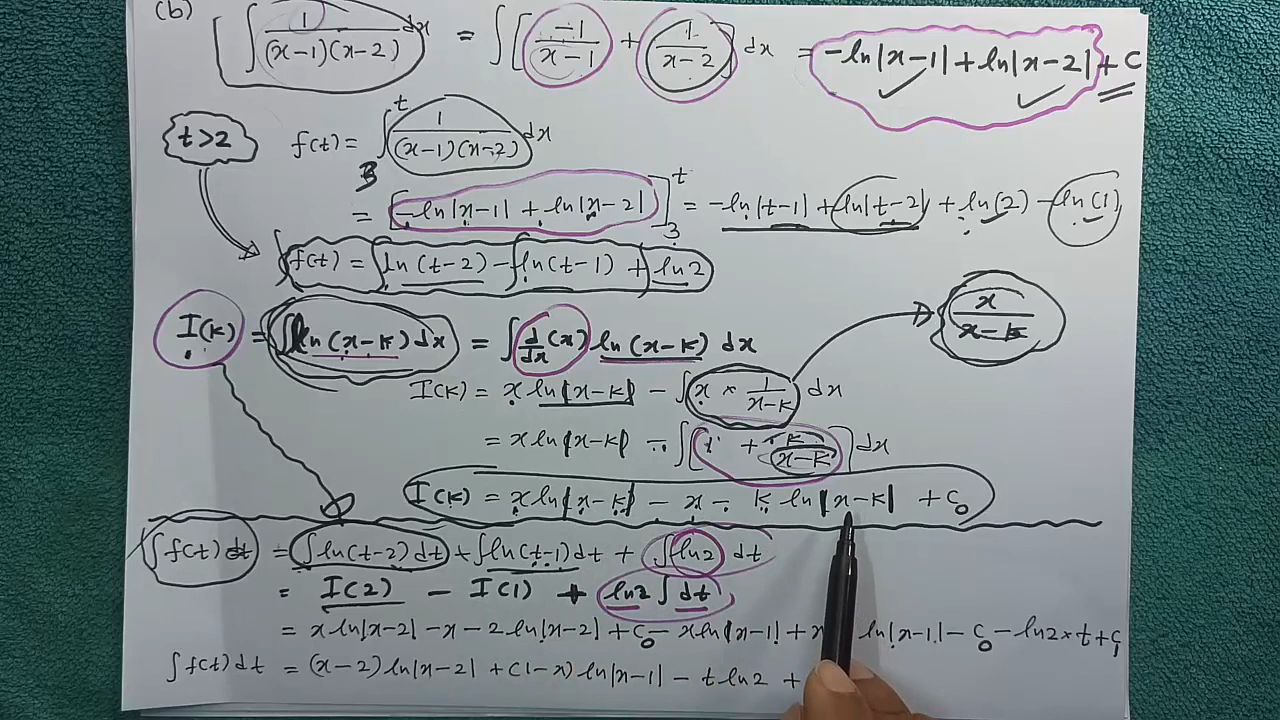 (b) ∫ 1/((x-1)(x-2)) dx = ∫[ -1/(x-1) + 1/(x-2) ] dx = -ln|x-1| + ln|x-2| + C
t>2 f(t) = ∫₃ᵗ 1/((x-1)(x-2)) dx
= [-ln|x-1| + ln|x-2|]₃ᵗ = -ln|t-1| + ln|t-2| + ln(2) - ln(1)
f(t) = ln(t-2) - ln(t-1) + ln2
I(k) = ∫ln(x-k)dx = ∫ d/dx (x) ln(x-k) dx x/(x-k)
I(k) = x ln|x-k| - ∫ x × 1/(x-k) dx
= x ln|x-k| - ∫[1 + k/(x-k)] dx
I(k) = x ln|x-k| - x - k ln|x-k| + C₀
∫f(t)dt = ∫ln(t-2)dt - ∫ln(t-1)dt + ∫ln2 dt
= I(2) - I(1) + ln2 ∫dt
= x ln|x-2| - x - 2 ln|x-2| + C₀ - x ln|x-1| + x ln|x-1| - C₀ - ln2×t + C₁
∫f(t)dt = (x-2) ln|x-2| + (1-x) ln|x-1| - t ln2 +